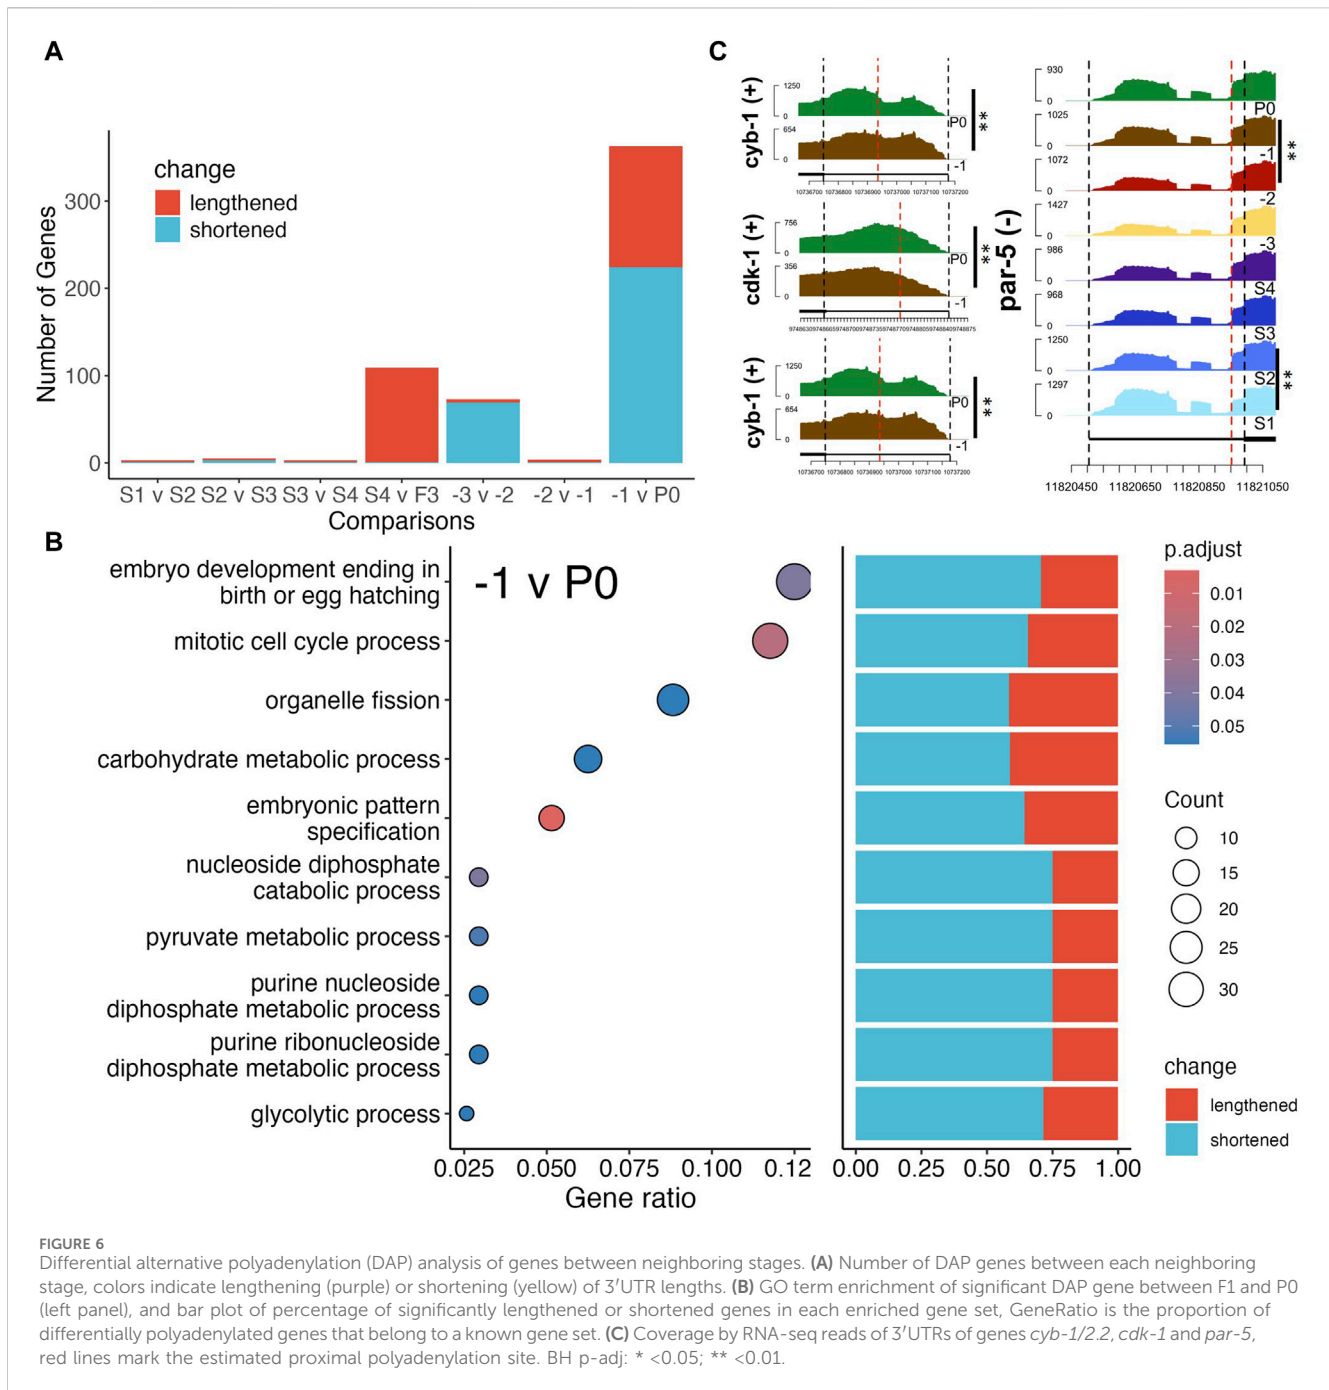 A
change
lengthened
shortened
300
200
100
0
Number of Genes
S1 v S2
S2 v S3
S3 v S4
S4 v F3
-3 v -2
-2 v -1
-1 v P0
Comparisons
C
cyb-1 (+)
1250
0
P0
654
0
-1
**
10736700
10736800
10736900
10737000
10737100
10737200
cdk-1 (+)
756
0
P0
356
0
-1
**
9748630
9748665
9748700
9748735
9748770
9748805
9748840
9748875
cyb-1 (+)
1250
0
P0
654
0
-1
**
10736700
10736800
10736900
10737000
10737100
10737200
par-5 (-)
930
0
P0
1025
0
-1
**
1072
0
-2
1427
0
-3
986
0
S4
968
0
S3
1250
0
S2
**
1297
0
S1
11820450
11820650
11820850
11821050
B
-1 v P0
embryo development ending in
birth or egg hatching
mitotic cell cycle process
organelle fission
carbohydrate metabolic process
embryonic pattern
specification
nucleoside diphosphate
catabolic process
pyruvate metabolic process
purine nucleoside
diphosphate metabolic process
purine ribonucleoside
diphosphate metabolic process
glycolytic process
0.025
0.050
0.075
0.100
0.12
Gene ratio
0.00
0.25
0.50
0.75
1.00
p.adjust
0.01
0.02
0.03
0.04
0.05
Count
10
15
20
25
30
change
lengthened
shortened
FIGURE 6
Differential alternative polyadenylation (DAP) analysis of genes between neighboring stages. (A) Number of DAP genes between each neighboring
stage, colors indicate lengthening (purple) or shortening (yellow) of 3′UTR lengths. (B) GO term enrichment of significant DAP gene between F1 and P0
(left panel), and bar plot of percentage of significantly lengthened or shortened genes in each enriched gene set, GeneRatio is the proportion of
differentially polyadenylated genes that belong to a known gene set. (C) Coverage by RNA-seq reads of 3′UTRs of genes cyb-1/2.2, cdk-1 and par-5,
red lines mark the estimated proximal polyadenylation site. BH p-adj: * <0.05; ** <0.01.